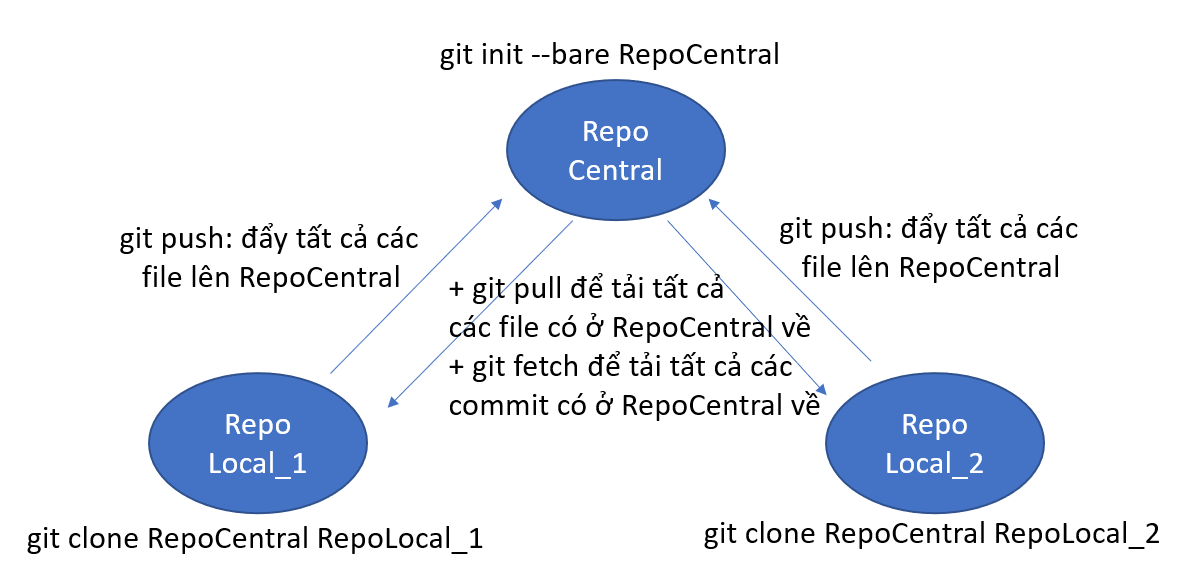 git init --bare RepoCentral
Repo
Central
git push: đẩy tất cả các
file lên RepoCentral
git push: đẩy tất cả các
file lên RepoCentral
+ git pull để tải tất cả
các file có ở RepoCentral về
+ git fetch để tải tất cả các
commit có ở RepoCentral về
Repo
Local_1
Repo
Local_2
git clone RepoCentral RepoLocal_1
git clone RepoCentral RepoLocal_2